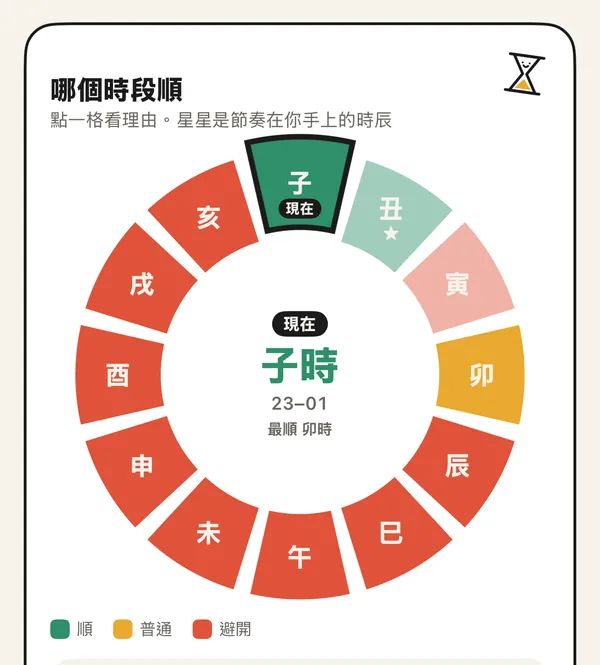 哪個時段順
點一格看理由。星星是節奏在你手上的時辰
子
現在
丑
★
寅
卯
辰
巳
午
未
申
酉
戌
亥
現在
子時
23–01
最順 卯時
順 普通 避開